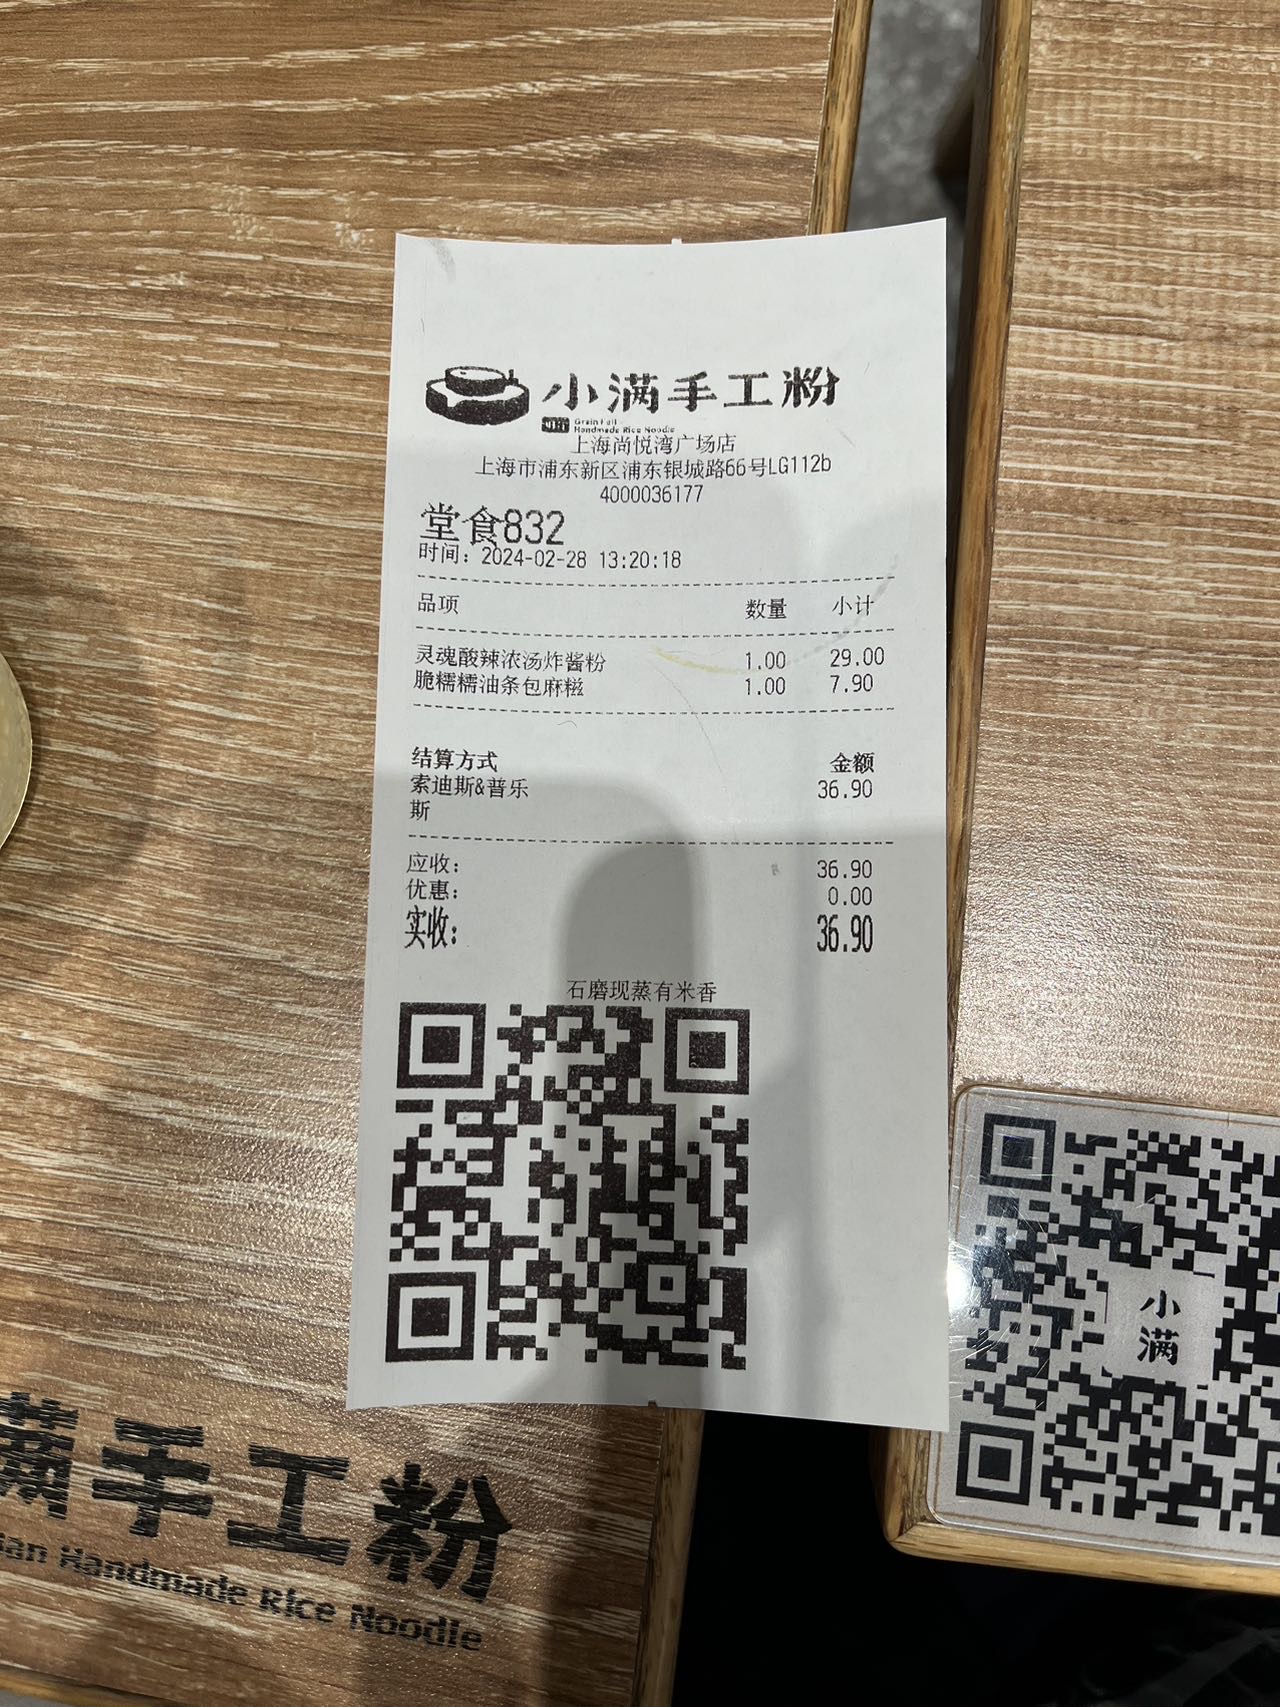 小满手工粉
Grain Full
Handmade Rice Noodle
上海尚悦湾广场店
上海市浦东新区浦东银城路66号LG112b
4000036177
堂食832
时间：2024-02-28 13:20:18
品项 数量 小计
灵魂酸辣浓汤炸酱粉 1.00 29.00
脆糯糯油条包麻糍 1.00 7.90
结算方式 金额
索迪斯&普乐 36.90
斯
应收： 36.90
优惠： 0.00
实收： 36.90
石磨现蒸有米香
小
满
满手工粉
Handmade Rice Noodle